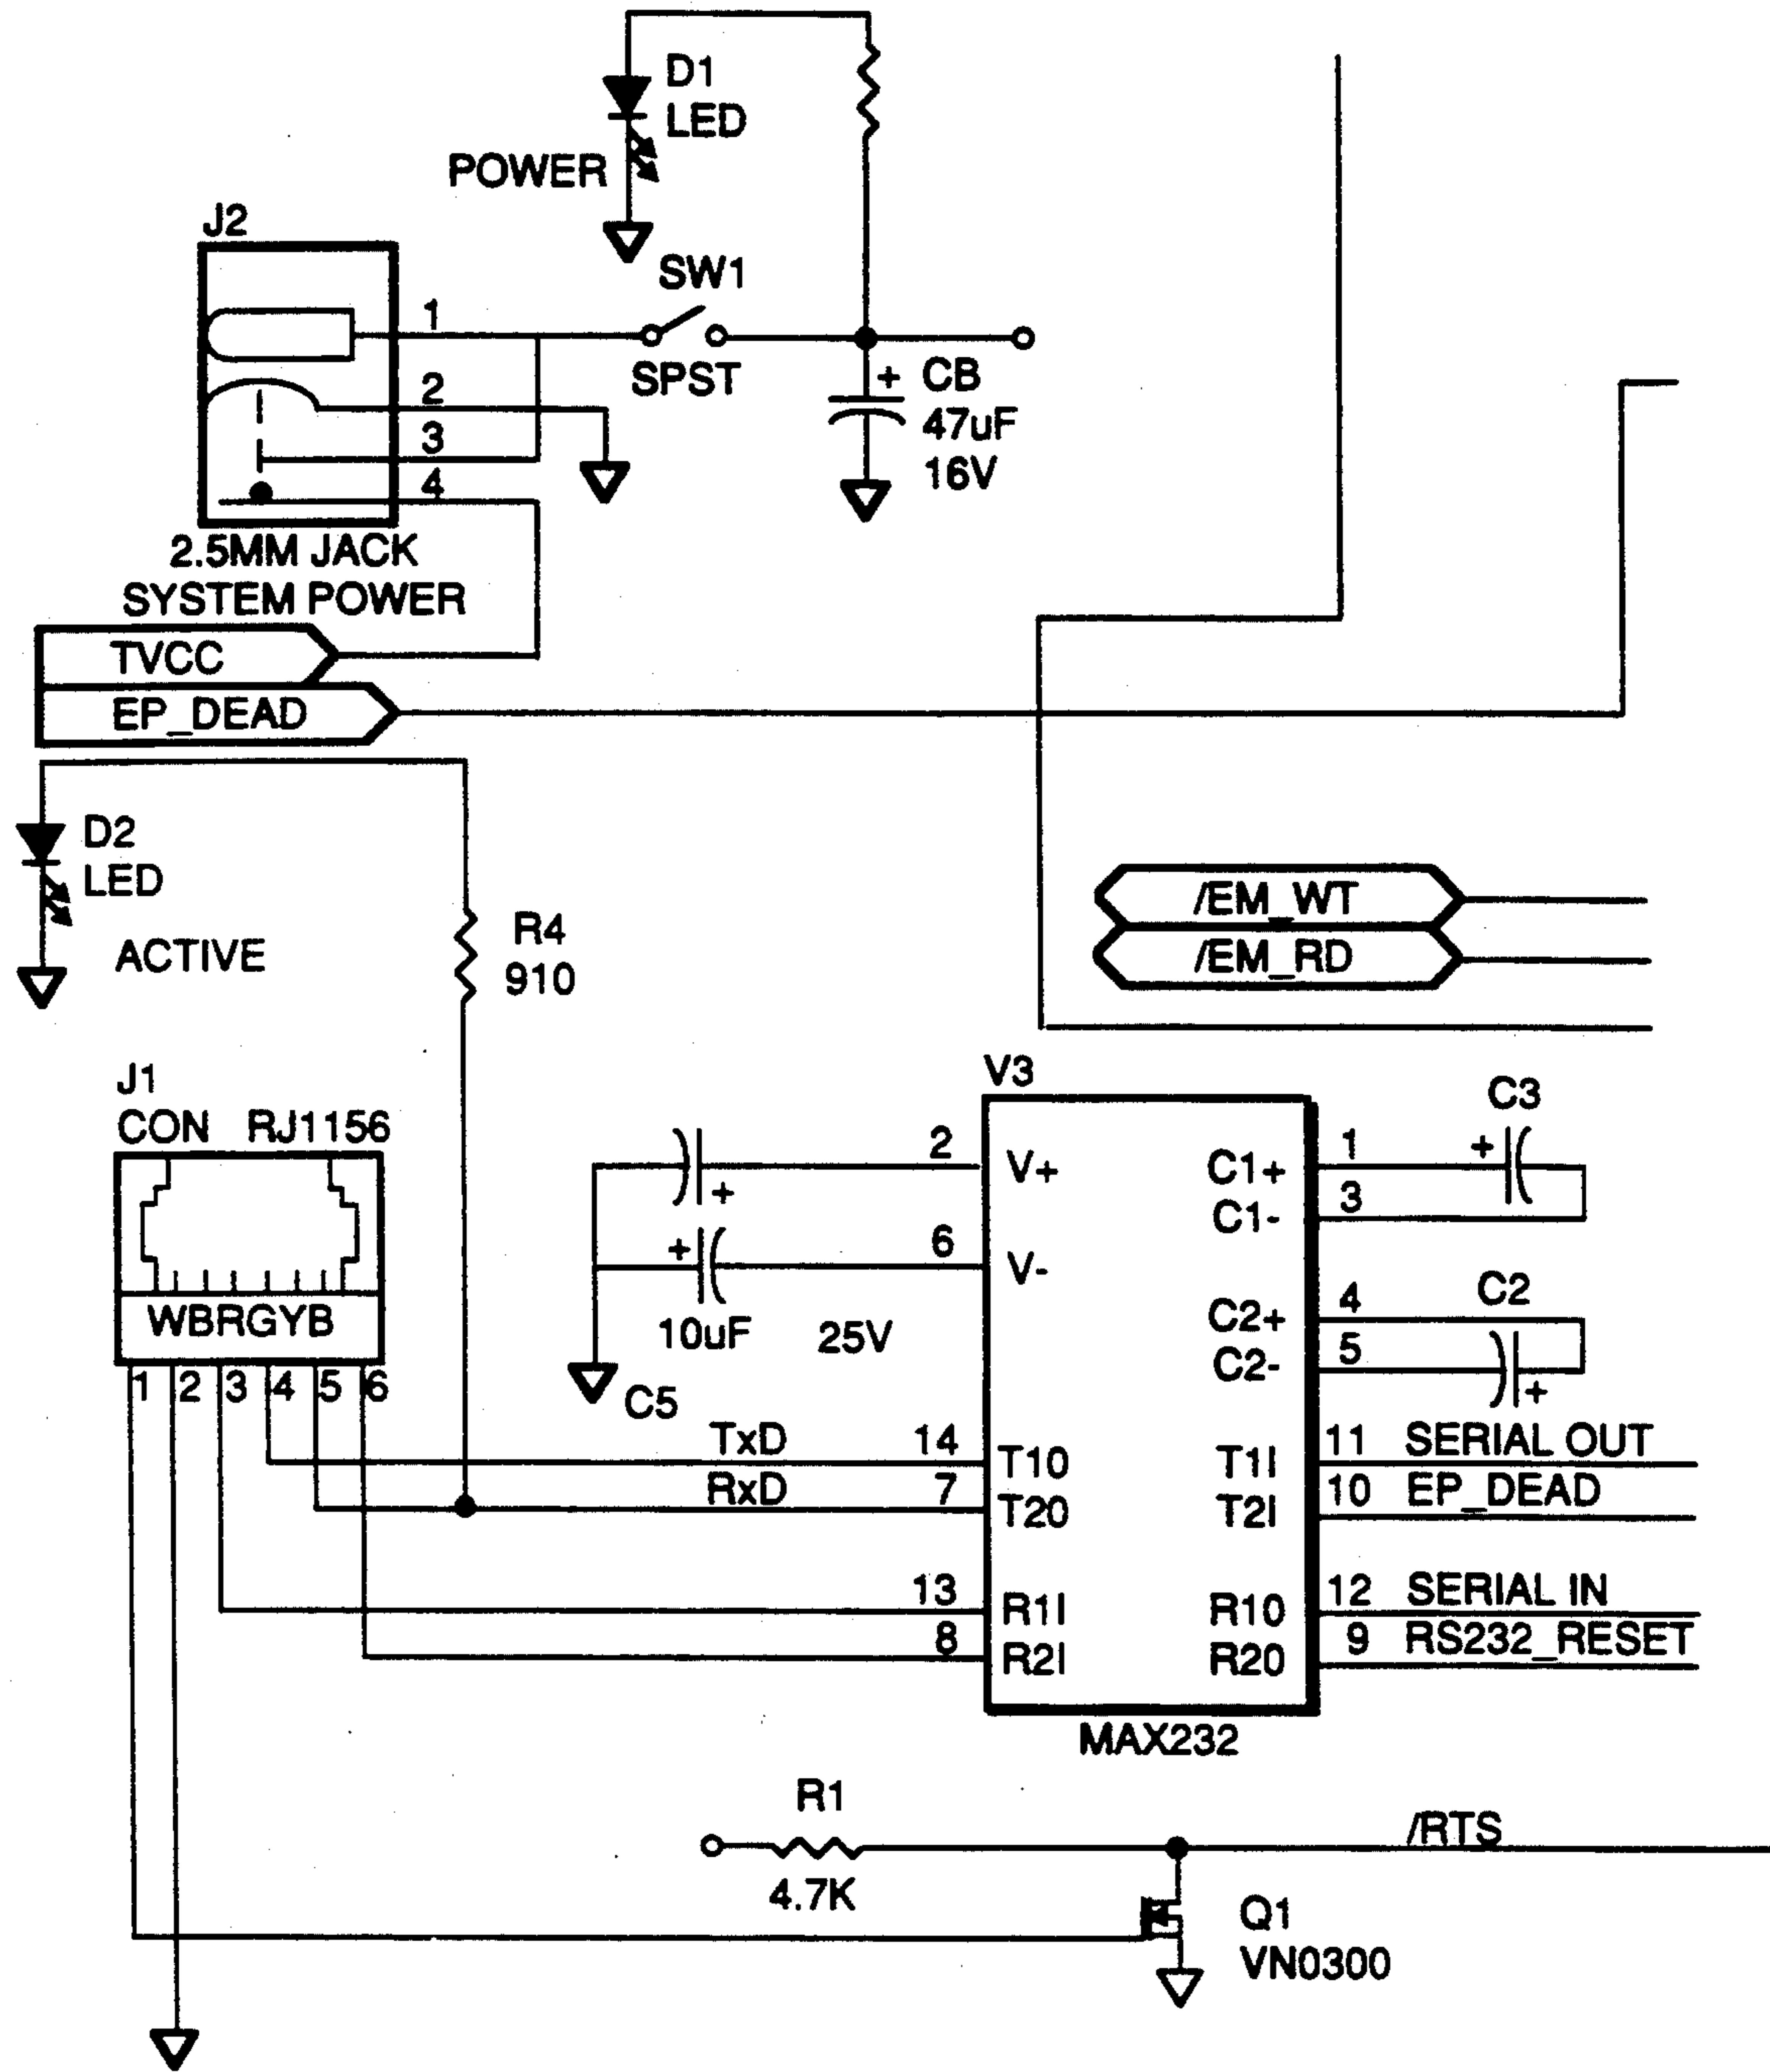 D1
LED
POWER
J2
SW1
SPST
1
2
3
4
+ CB
47uF
16V
2.5MM JACK
SYSTEM POWER
TVCC
EP_DEAD
D2
LED
ACTIVE
R4
910
/EM_WT
/EM_RD
J1
CON RJ1156
WBRGYB
1 2 3 4 5 6
V3
C3
2 V+ C1+ 1 +
+
C1- 3
+ 6 V-
10uF 25V
C2+ 4 C2
C2- 5 +
C5
TxD 14 T10 T1I 11 SERIAL OUT
RxD 7 T20 T2I 10 EP_DEAD
13 R1I R10 12 SERIAL IN
8 R2I R20 9 RS232_RESET
MAX232
R1
4.7K
/RTS
Q1
VN0300